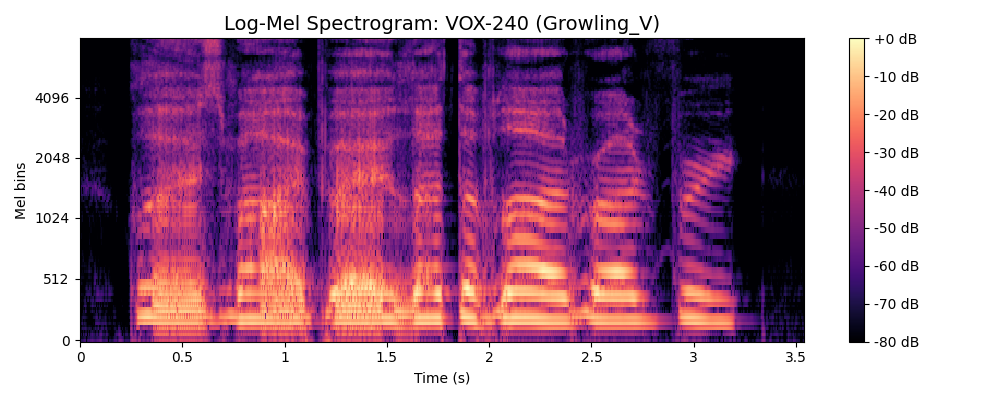 Log-Mel Spectrogram: VOX-240 (Growling_V)
Mel bins
4096
2048
1024
512
0
0 0.5 1 1.5 2 2.5 3 3.5
Time (s)
+0 dB
-10 dB
-20 dB
-30 dB
-40 dB
-50 dB
-60 dB
-70 dB
-80 dB